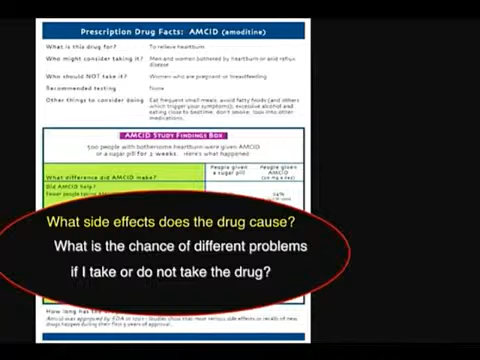 Prescription Drug Facts: AMCID (amoditine)
What is this drug for? To relieve heartburn
Who might consider taking it? Men and women bothered by heartburn or acid reflux
disease
Who should NOT take it? Women who are pregnant or breastfeeding
Recommended testing None
Other things to consider doing Eat frequent small meals, avoid fatty foods (and others
which trigger your symptoms), excessive alcohol and
eating close to bedtime, don't smoke, look into other
medications.
AMCID STUDY FINDINGS BOX
500 people with bothersome heartburn were given AMCID
or a sugar pill for 2 weeks. Here's what happened
What difference did AMCID make? People given
a sugar pill People given
AMCID
Did AMCID help?
What side effects does the drug cause?
What is the chance of different problems
if I take or do not take the drug?
How long has the